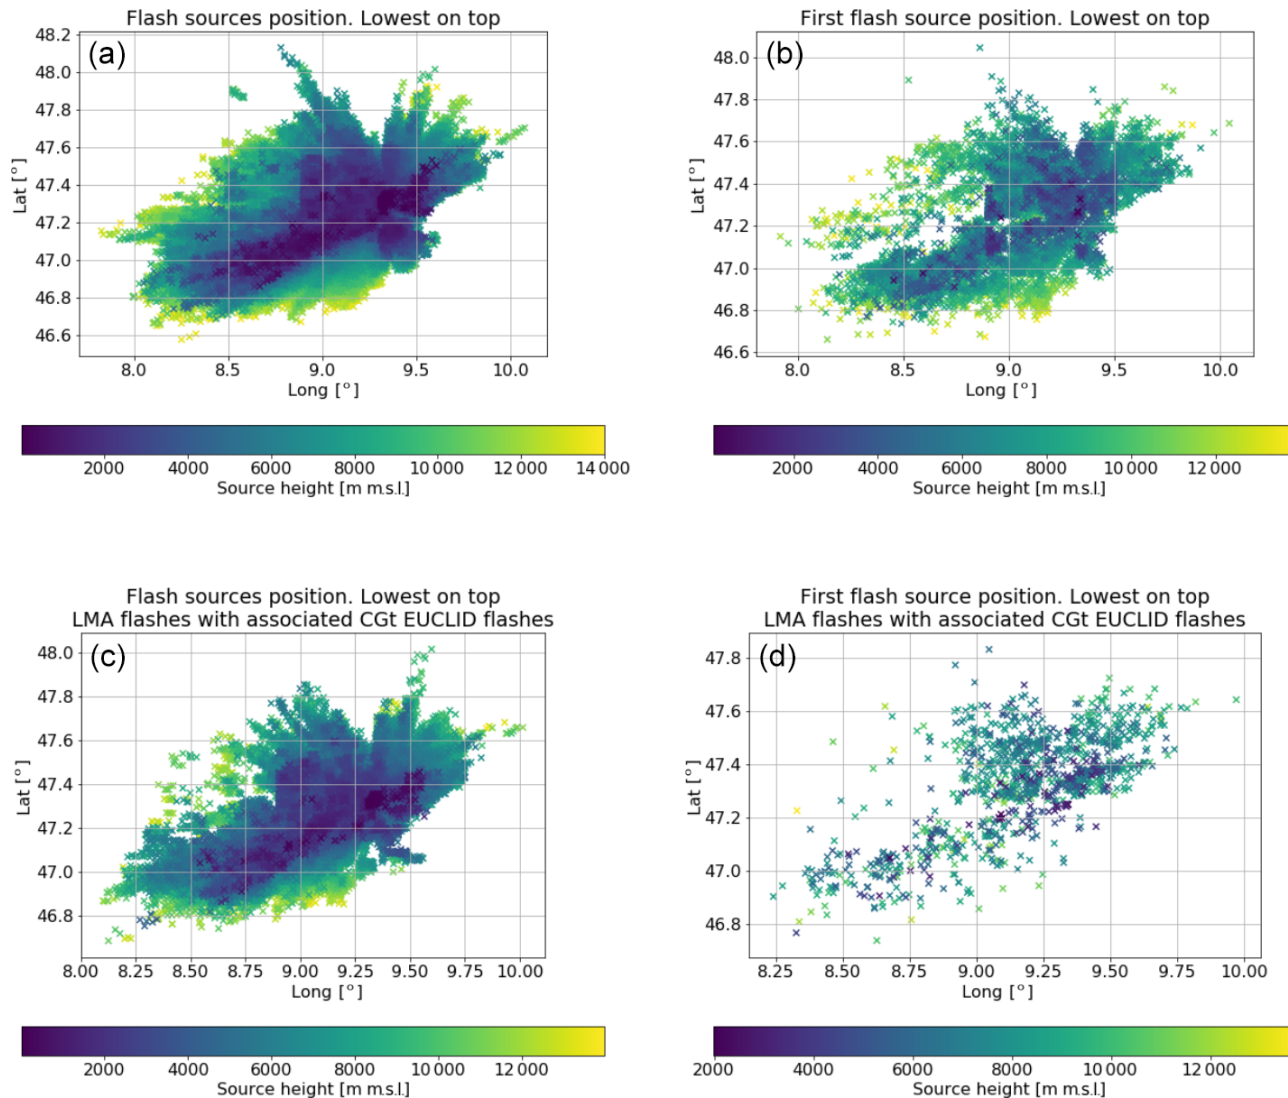 Flash sources position. Lowest on top
(a)
48.2
48.0
47.8
47.6
47.4
47.2
47.0
46.8
46.6
Lat [°]
8.0 8.5 9.0 9.5 10.0
Long [°]
2000 4000 6000 8000 10 000 12 000 14 000
Source height [m m.s.l.]
First flash source position. Lowest on top
(b)
48.0
47.8
47.6
47.4
47.2
47.0
46.8
46.6
Lat [°]
8.0 8.5 9.0 9.5 10.0
Long [°]
2000 4000 6000 8000 10 000 12 000
Source height [m m.s.l.]
Flash sources position. Lowest on top
LMA flashes with associated CGt EUCLID flashes
(c)
48.0
47.8
47.6
47.4
47.2
47.0
46.8
Lat [°]
8.00 8.25 8.50 8.75 9.00 9.25 9.50 9.75 10.00
Long [°]
2000 4000 6000 8000 10 000 12 000
Source height [m m.s.l.]
First flash source position. Lowest on top
LMA flashes with associated CGt EUCLID flashes
(d)
47.8
47.6
47.4
47.2
47.0
46.8
Lat [°]
8.25 8.50 8.75 9.00 9.25 9.50 9.75 10.00
Long [°]
2000 4000 6000 8000 10 000 12 000
Source height [m m.s.l.]